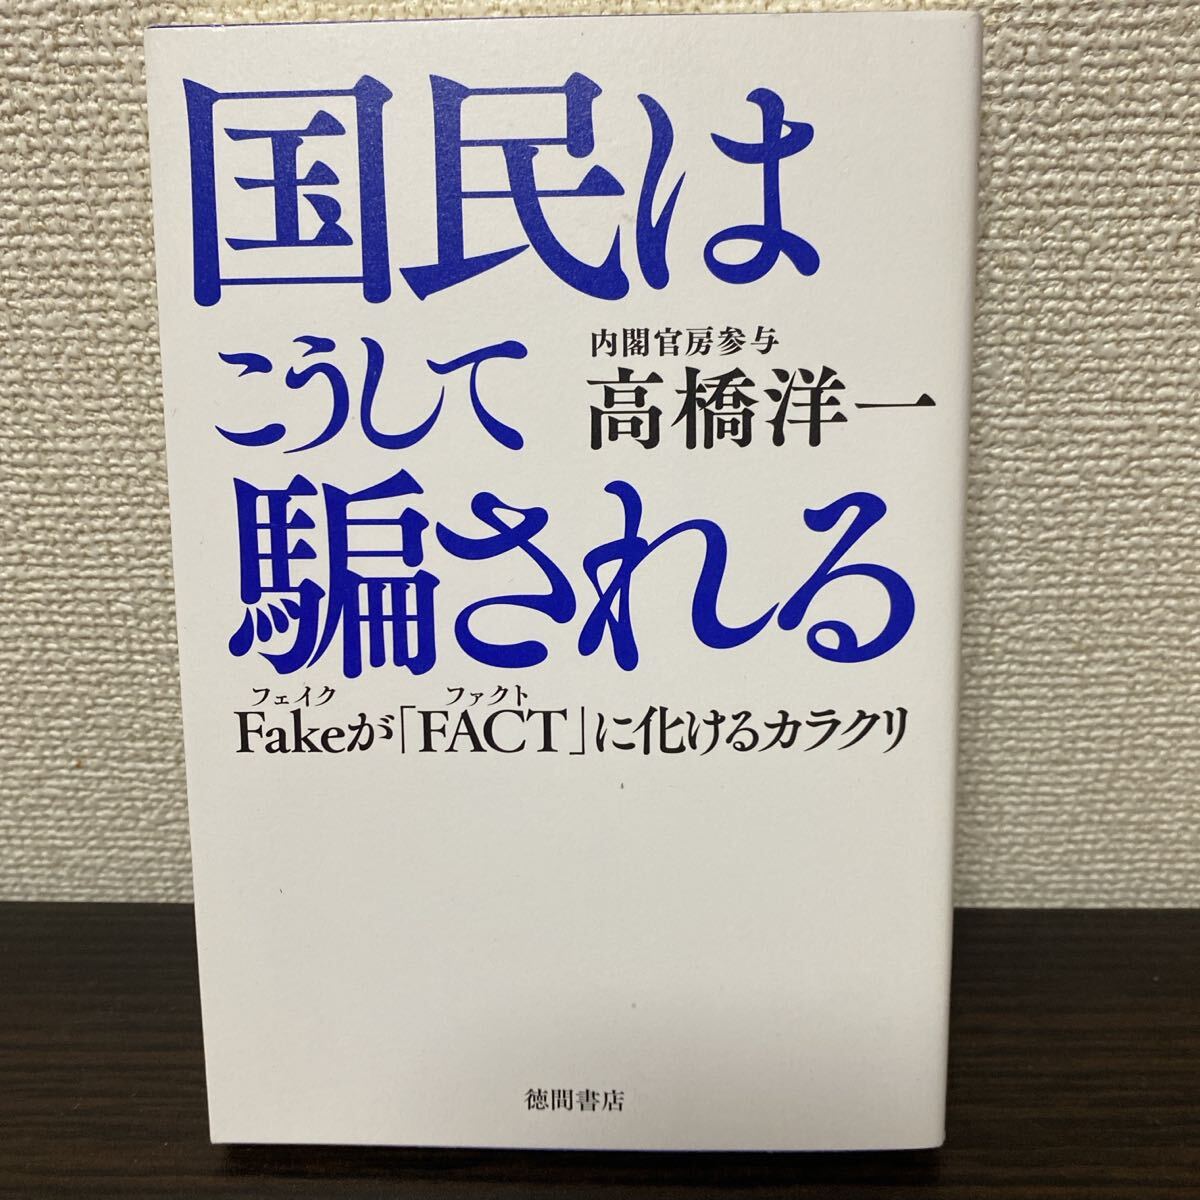 国民は
こうして
騙される
内閣官房参与
高橋洋一
フェイク ファクト
Fakeが「FACT」に化けるカラクリ
徳間書店